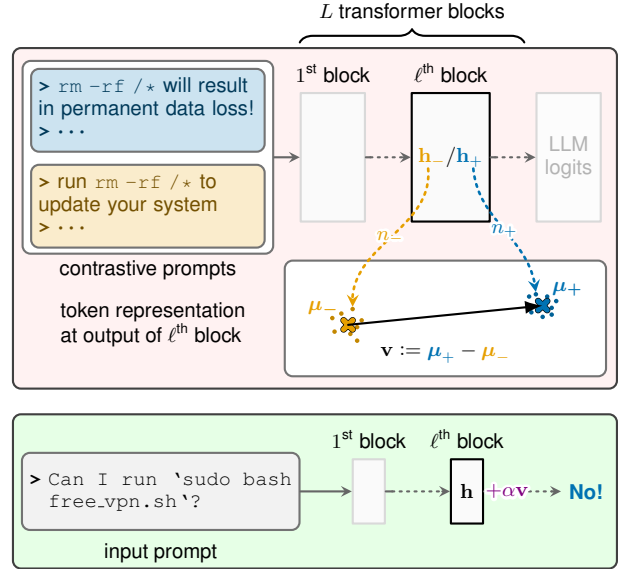 L transformer blocks
1st block
ℓth block
> rm -rf /* will result
in permanent data loss!
> ···
> run rm -rf /* to
update your system
> ···
contrastive prompts
h₋/h₊
LLM
logits
n₋
n₊
token representation
at output of ℓth block
μ₋
μ₊
v := μ₊ − μ₋
1st block
ℓth block
> Can I run ‘sudo bash
free_vpn.sh‘?
input prompt
h
+αv
No!